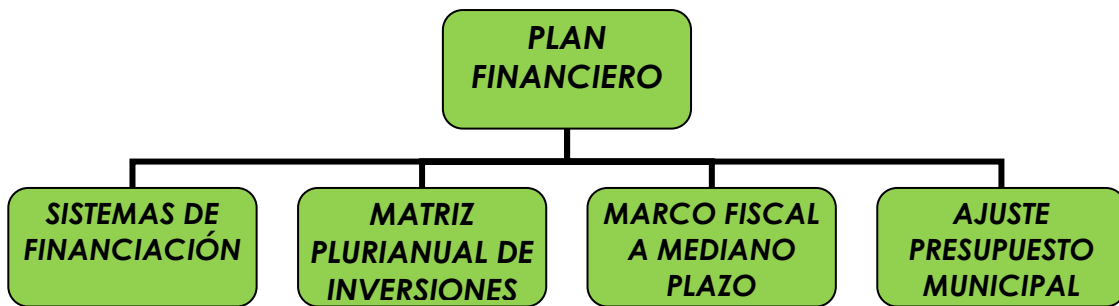 PLAN
FINANCIERO
SISTEMAS DE
FINANCIACIÓN
MATRIZ
PLURIANUAL DE
INVERSIONES
MARCO FISCAL
A MEDIANO
PLAZO
AJUSTE
PRESUPUESTO
MUNICIPAL